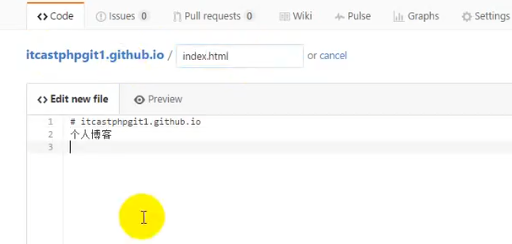 Code Issues 0 Pull requests 0 Wiki Pulse Graphs Settings
itcastphpgit1.github.io / index.html or cancel
Edit new file Preview
1 # itcastphpgit1.github.io
2 个人博客
3